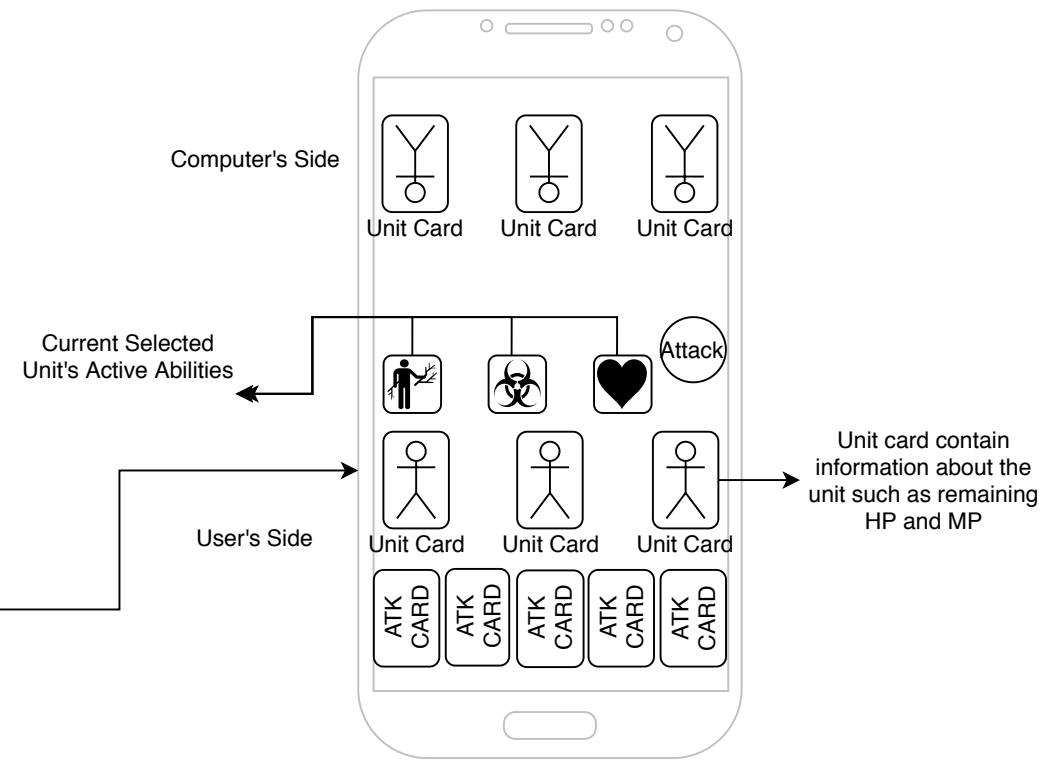 Computer's Side
Unit Card
Unit Card
Unit Card
Current Selected
Unit's Active Abilities
Attack
Unit card contain
information about the
unit such as remaining
HP and MP
User's Side
Unit Card
Unit Card
Unit Card
ATK
CARD
ATK
CARD
ATK
CARD
ATK
CARD
ATK
CARD